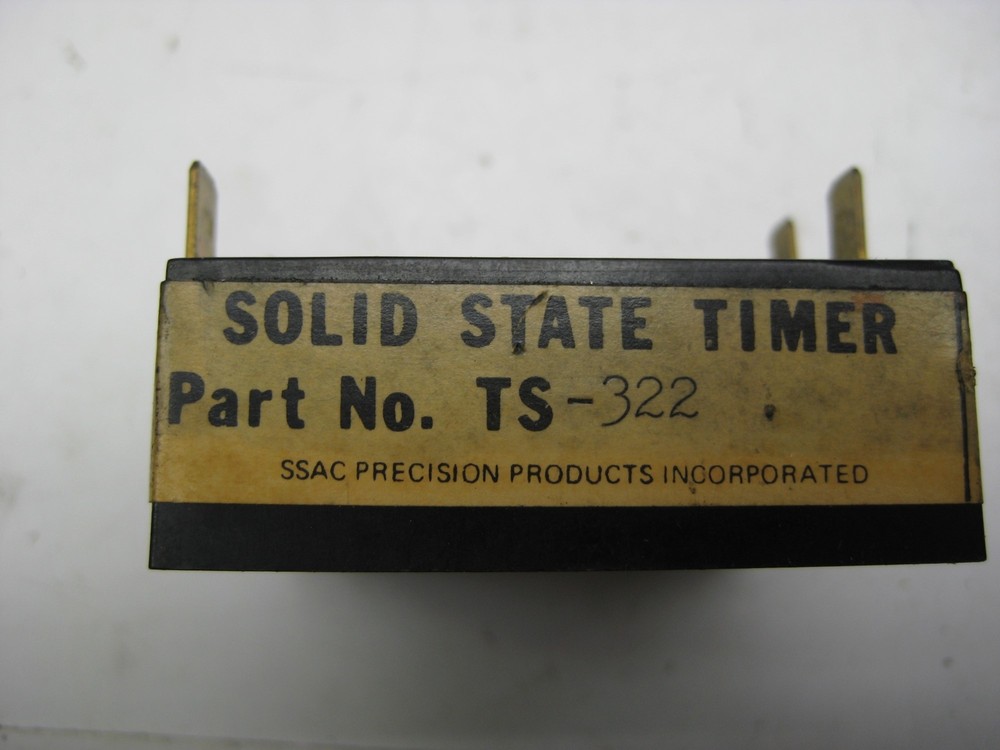 SOLID STATE TIMER
Part No. TS-322
SSAC PRECISION PRODUCTS INCORPORATED